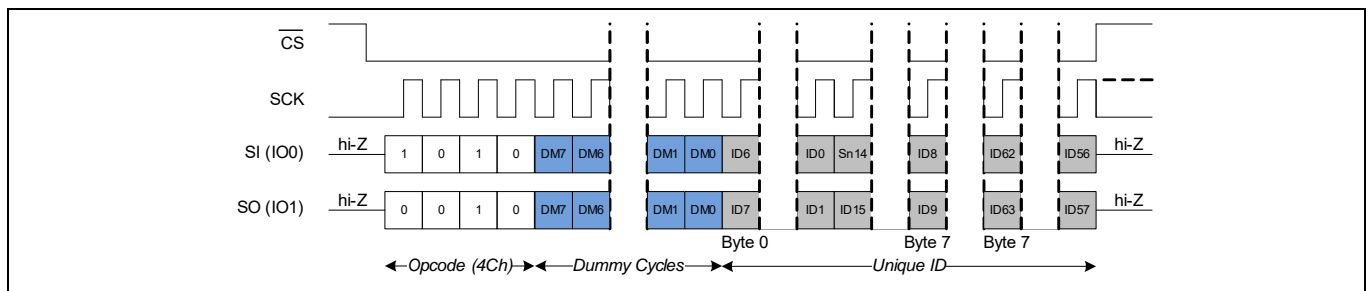 CS
SCK
SI (IO0) hi-Z 1 0 1 0 DM7 DM6 DM1 DM0 ID6 ID0 Sn14 ID8 ID62 ID56 hi-Z
SO (IO1) hi-Z 0 0 1 0 DM7 DM6 DM1 DM0 ID7 ID1 ID15 ID9 ID63 ID57 hi-Z
Byte 0 Byte 7 Byte 7
Opcode (4Ch) Dummy Cycles Unique ID